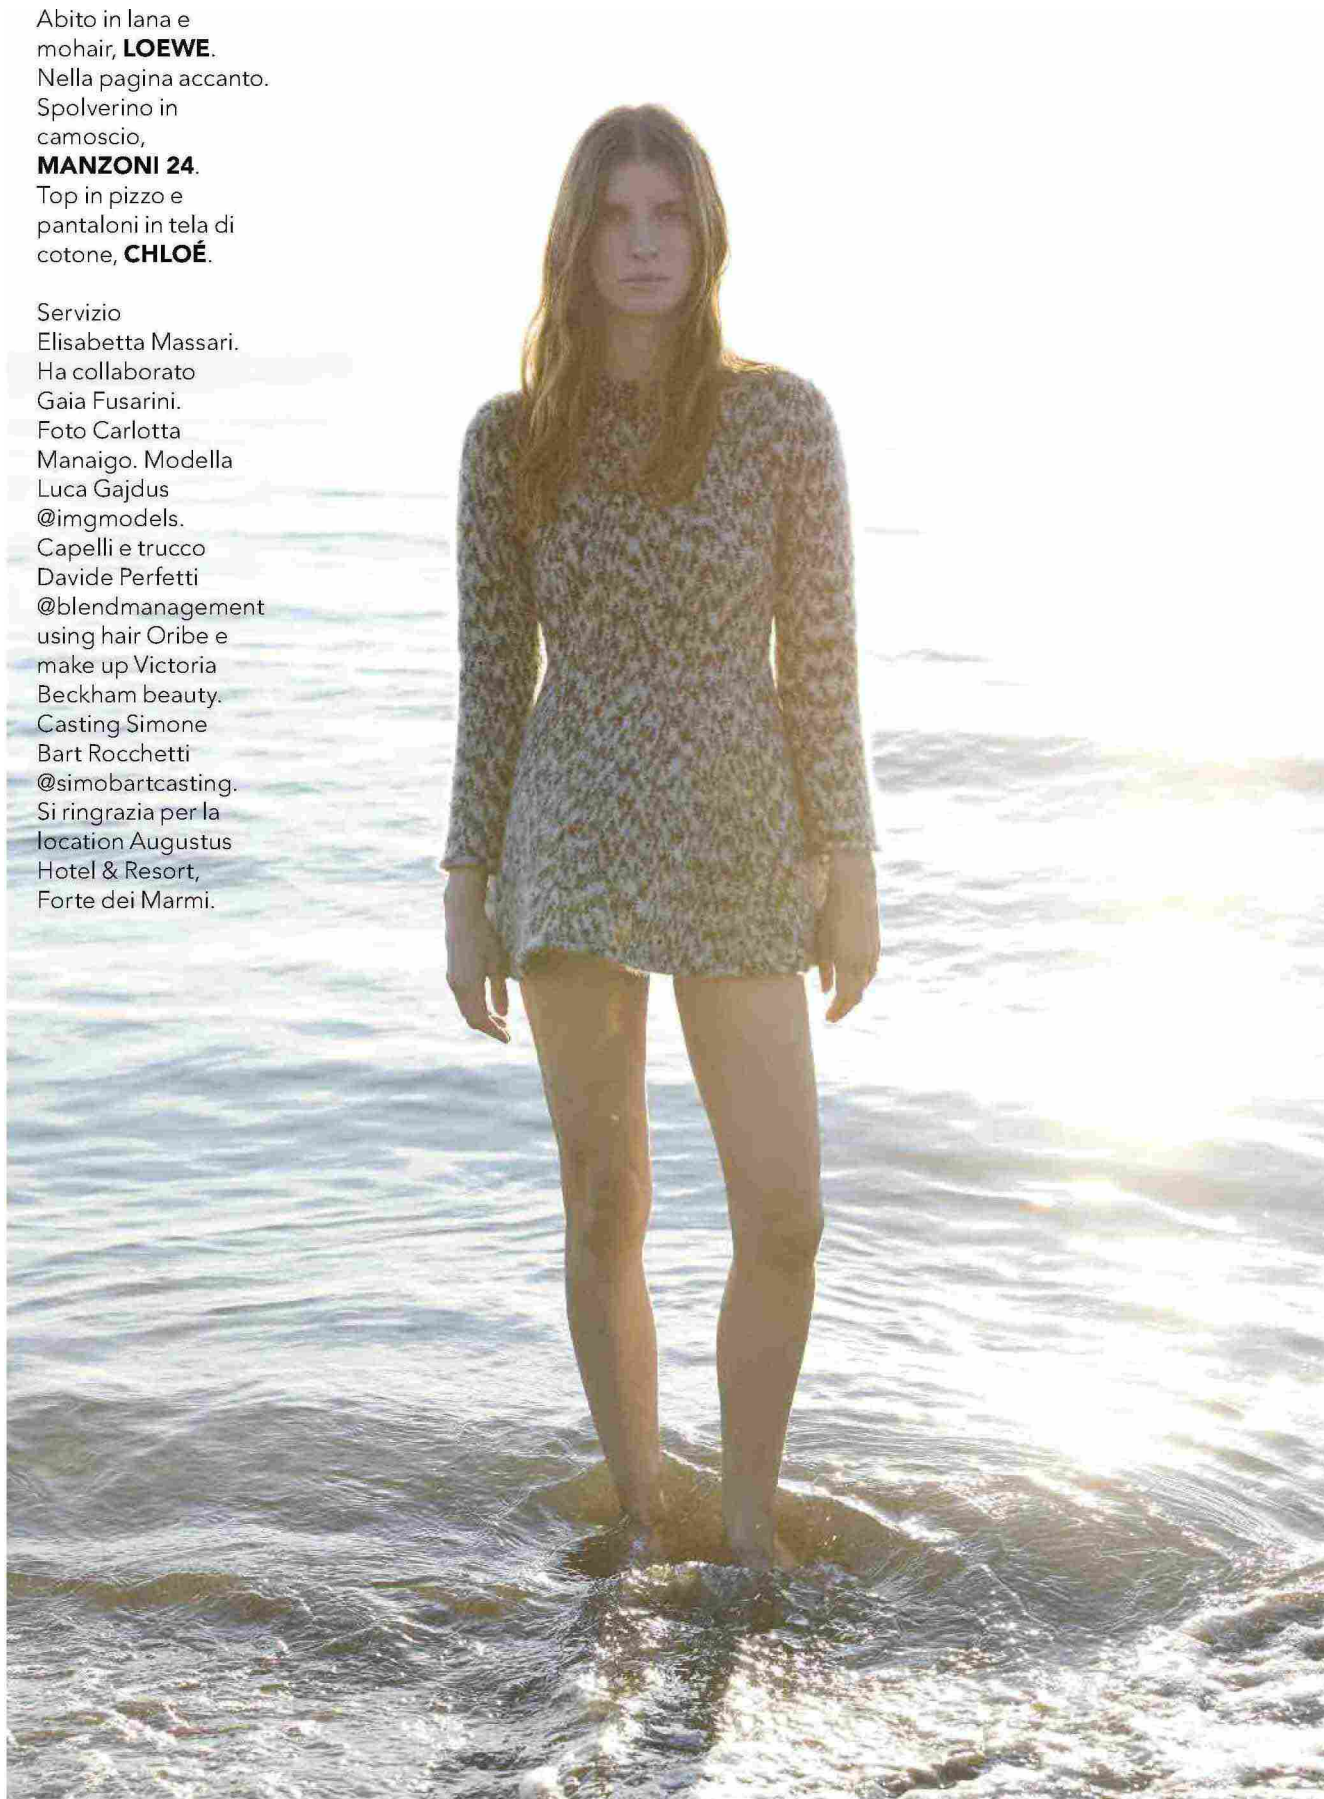 Abito in lana e
mohair, LOEWE.
Nella pagina accanto.
Spolverino in
camoscio,
MANZONI 24.
Top in pizzo e
pantaloni in tela di
cotone, CHLOÉ.
Servizio
Elisabetta Massari.
Ha collaborato
Gaia Fusarini.
Foto Carlotta
Manaigo. Modella
Luca Gajdus
@imgmodels.
Capelli e trucco
Davide Perfetti
@blendmanagement
using hair Oribe e
make up Victoria
Beckham beauty.
Casting Simone
Bart Rocchetti
@simobartcasting.
Si ringrazia per la
location Augustus
Hotel & Resort,
Forte dei Marmi.